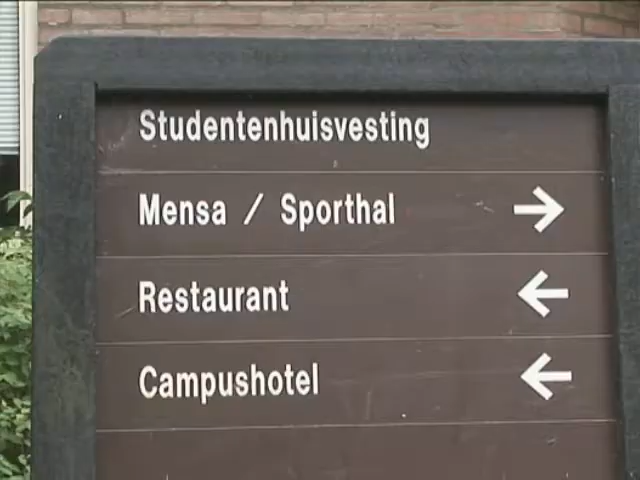 Studentenhuisvesting
Mensa / Sporthal →
Restaurant ←
Campushotel ←